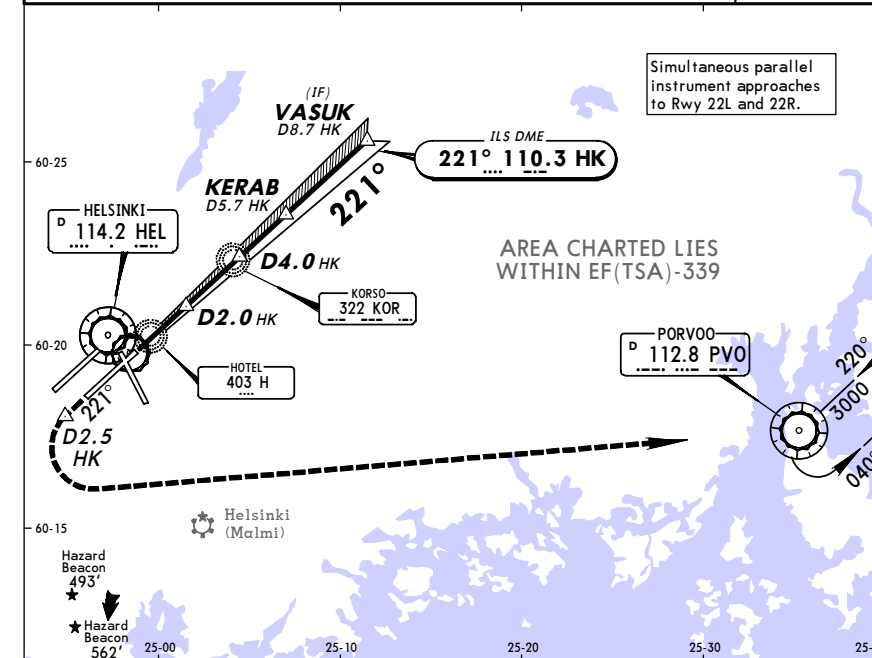 Simultaneous parallel
instrument approaches
to Rwy 22L and 22R.
(IF)
VASUK
D8.7 HK
ILS DME
221° 110.3 HK
60-25
KERAB
D5.7 HK
221°
HELSINKI
D 114.2 HEL
D4.0 HK
AREA CHARTED LIES
WITHIN EF(TSA)-339
KORSO
322 KOR
D2.0 HK
60-20
PORVOO
D 112.8 PVO
HOTEL
403 H
220°
3000
221°
D2.5
HK
040°
Helsinki
(Malmi)
60-15
Hazard
Beacon
493'
Hazard
Beacon
562'
25-00
25-10
25-20
25-30